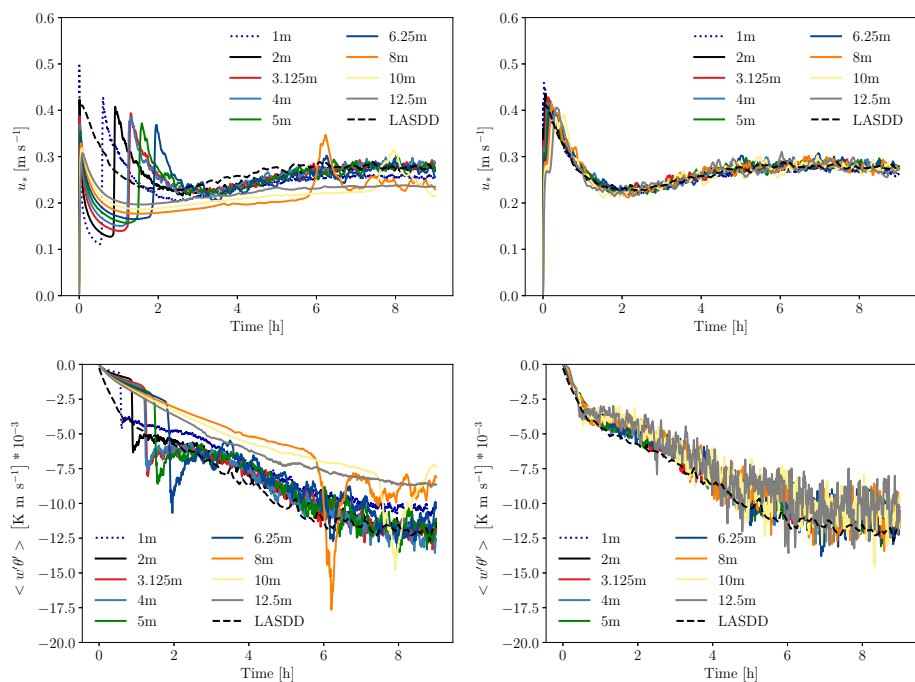 0.6
0.5
0.4
0.3
0.2
0.1
0.0
u* [m s⁻¹]
1m
2m
3.125m
4m
5m
6.25m
8m
10m
12.5m
LASDD
0 2 4 6 8
Time [h]
0.6
0.5
0.4
0.3
0.2
0.1
0.0
u* [m s⁻¹]
1m
2m
3.125m
4m
5m
6.25m
8m
10m
12.5m
LASDD
0 2 4 6 8
Time [h]
0.0
−2.5
−5.0
−7.5
−10.0
−12.5
−15.0
−17.5
−20.0
< w′θ′ > [K m s⁻¹] * 10⁻³
1m
2m
3.125m
4m
5m
6.25m
8m
10m
12.5m
LASDD
0 2 4 6 8
Time [h]
0.0
−2.5
−5.0
−7.5
−10.0
−12.5
−15.0
−17.5
−20.0
< w′θ′ > [K m s⁻¹] * 10⁻³
1m
2m
3.125m
4m
5m
6.25m
8m
10m
12.5m
LASDD
0 2 4 6 8
Time [h]